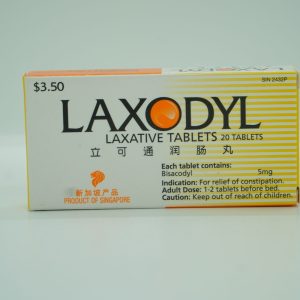 $3.50
SIN 2432P
LAXODYL
LAXATIVE TABLETS 20 TABLETS
立可通润肠丸
Each tablet contains:
Bisacodyl 5mg
Indication: For relief of constipation.
Adult Dose: 1-2 tablets before bed.
Caution: Keep out of reach of children.
新加坡产品
PRODUCT OF SINGAPORE